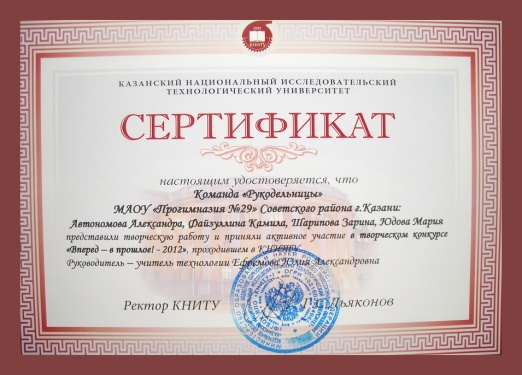 КНИТУ
КАЗАНСКИЙ НАЦИОНАЛЬНЫЙ ИССЛЕДОВАТЕЛЬСКИЙ
ТЕХНОЛОГИЧЕСКИЙ УНИВЕРСИТЕТ
СЕРТИФИКАТ
настоящим удостоверяется, что
Команда «Рукодельницы»
МАОУ «Прогимназия №29» Советского района г.Казани:
Автономова Александра, Файзуллина Камила, Шарипова Зарина, Юдова Мария
представили творческую работу и приняли активное участие в творческом конкурсе
«Вперед – в прошлое! - 2012», проходившем в КНИТУ
Руководитель – учитель технологии Ефремова Юлия Александровна
Ректор КНИТУ Г.С. Дьяконов